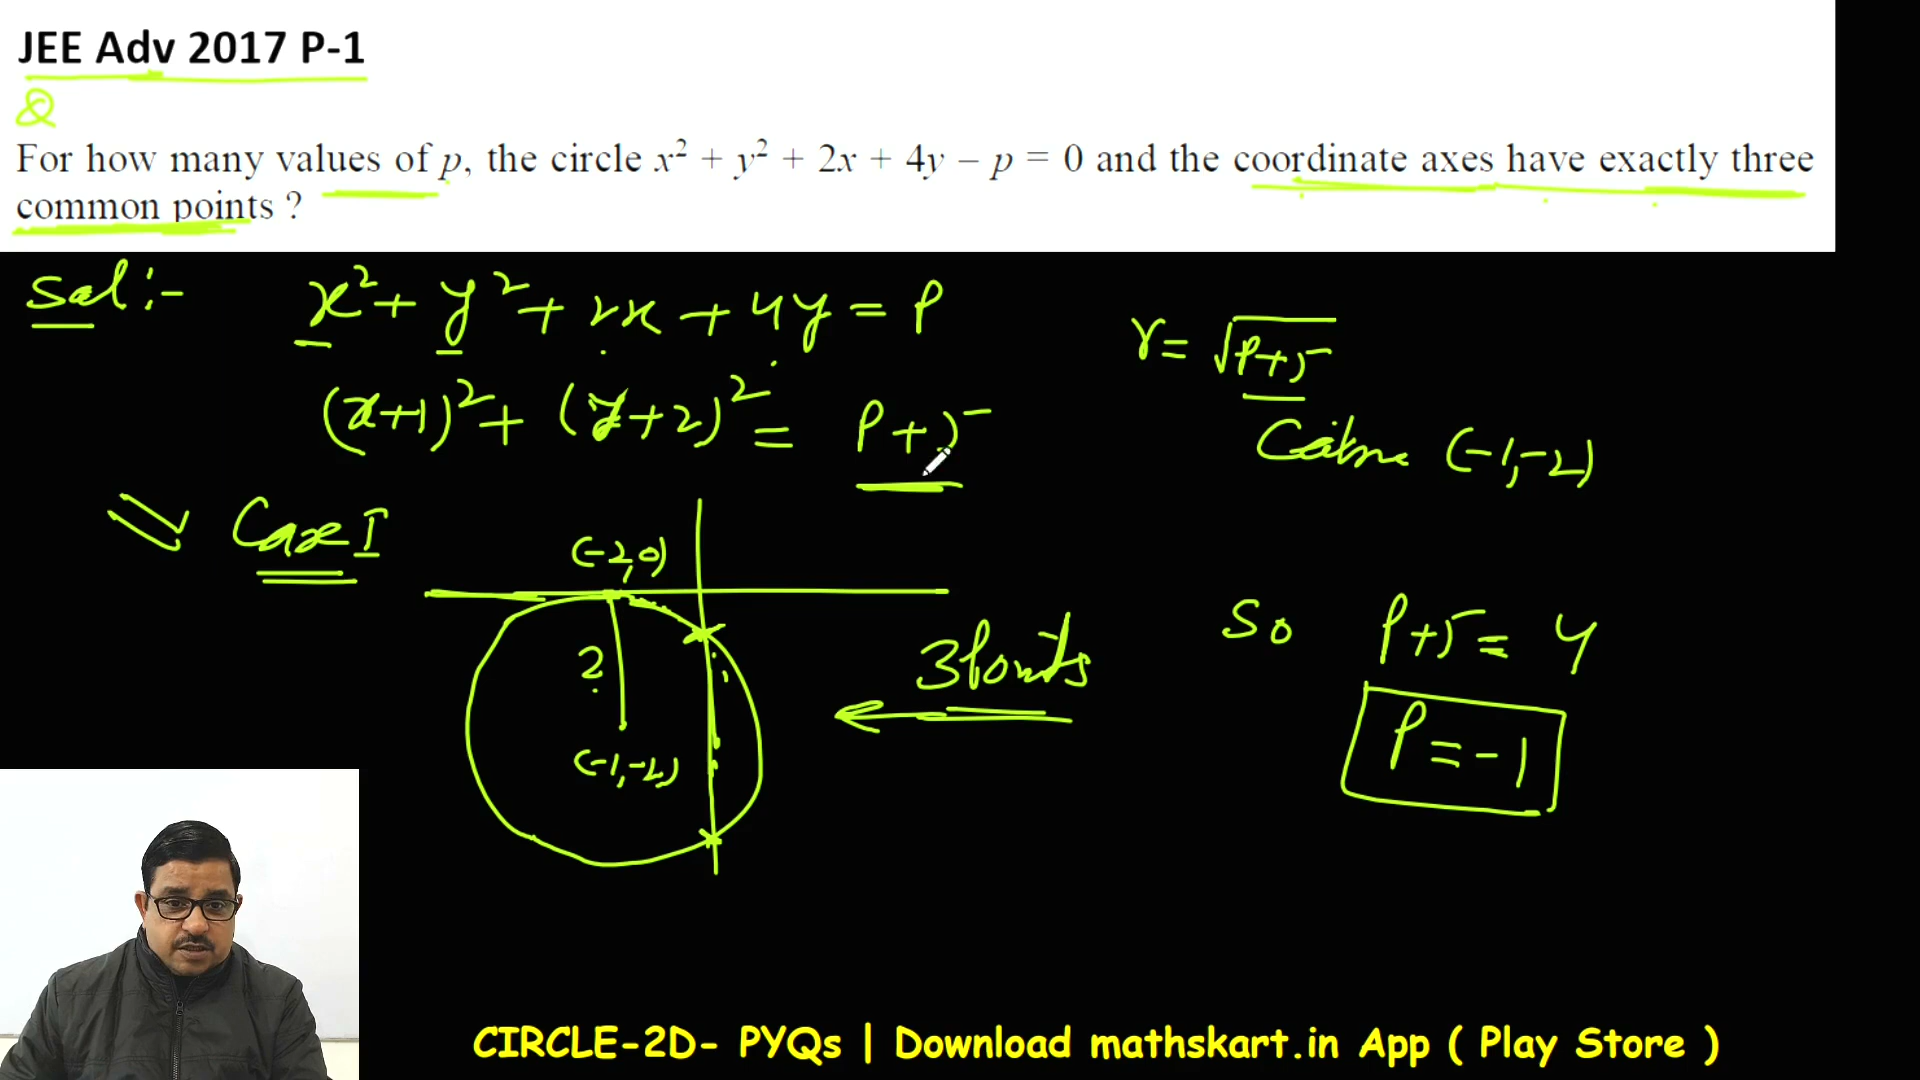 JEE Adv 2017 P-1
Q
For how many values of p, the circle x² + y² + 2x + 4y – p = 0 and the coordinate axes have exactly three
common points ?
Sol :-
x² + y² + 2x + 4y = P
r = √P+5
(x+1)² + (y+2)² = P+5
Centre (-1,-2)
Case I
(-2,0)
2
(-1,-2)
3 Points
So P+5 = 4
P = -1
CIRCLE-2D- PYQs | Download mathskart.in App ( Play Store )